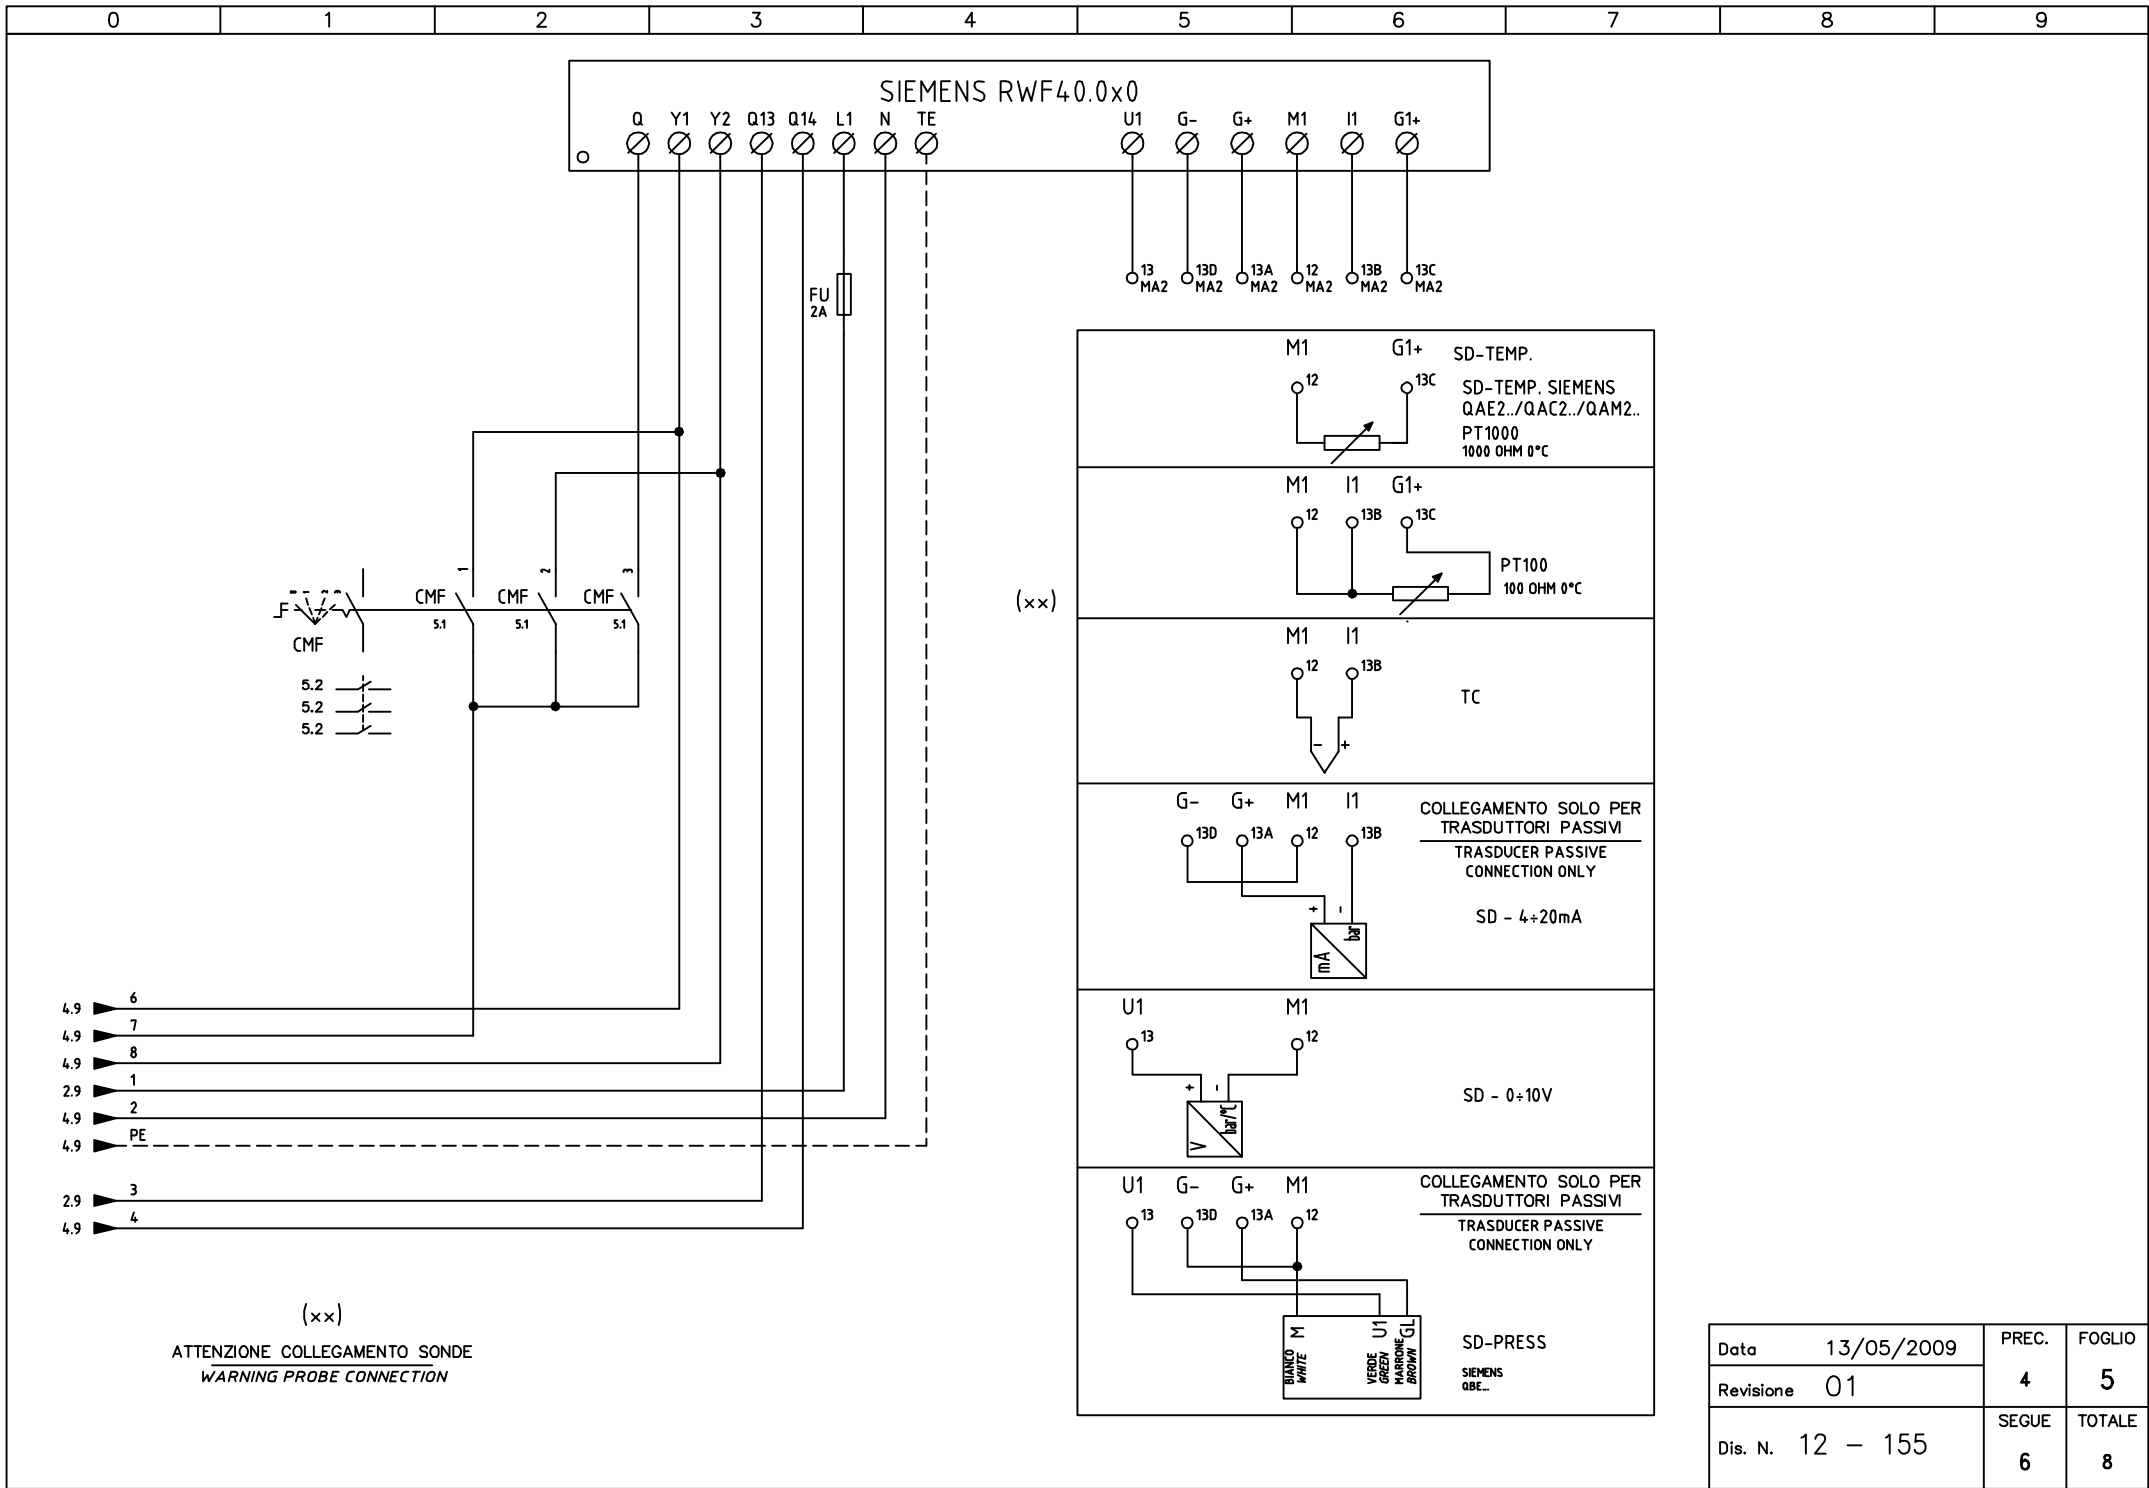 0 1 2 3 4 5 6 7 8 9
SIEMENS RWF40.0x0
Q Y1 Y2 Q13 Q14 L1 N TE U1 G- G+ M1 I1 G1+
13 13D 13A 12 13B 13C
MA2 MA2 MA2 MA2 MA2 MA2
FU
2A
M1 G1+ SD-TEMP.
12 13C
SD-TEMP. SIEMENS
QAE2../QAC2../QAM2..
PT1000
1000 OHM 0°C
M1 I1 G1+
12 13B 13C
PT100
100 OHM 0°C
(xx)
1 2 3
0 1 2 3
CMF CMF CMF
5.1 5.1 5.1
CMF
5.2
5.2
5.2
M1 I1
12 13B
TC
- +
G- G+ M1 I1
13D 13A 12 13B
COLLEGAMENTO SOLO PER
TRASDUTTORI PASSIVI
TRASDUCER PASSIVE
CONNECTION ONLY
SD - 4÷20mA
+ -
mA bar
U1 M1
13 12
+ -
V bar/°C
SD - 0÷10V
4.9 6
4.9 7
4.9 8
2.9 1
4.9 2
4.9 PE
2.9 3
4.9 4
U1 G- G+ M1
13 13D 13A 12
COLLEGAMENTO SOLO PER
TRASDUTTORI PASSIVI
TRASDUCER PASSIVE
CONNECTION ONLY
M U1 GL
BIANCO
WHITE
VERDE
GREEN
MARRONE
BROWN
SD-PRESS
SIEMENS
QBE...
(xx)
ATTENZIONE COLLEGAMENTO SONDE
WARNING PROBE CONNECTION
Data 13/05/2009
Revisione 01
Dis. N. 12 - 155
PREC. FOGLIO
4 5
SEGUE TOTALE
6 8